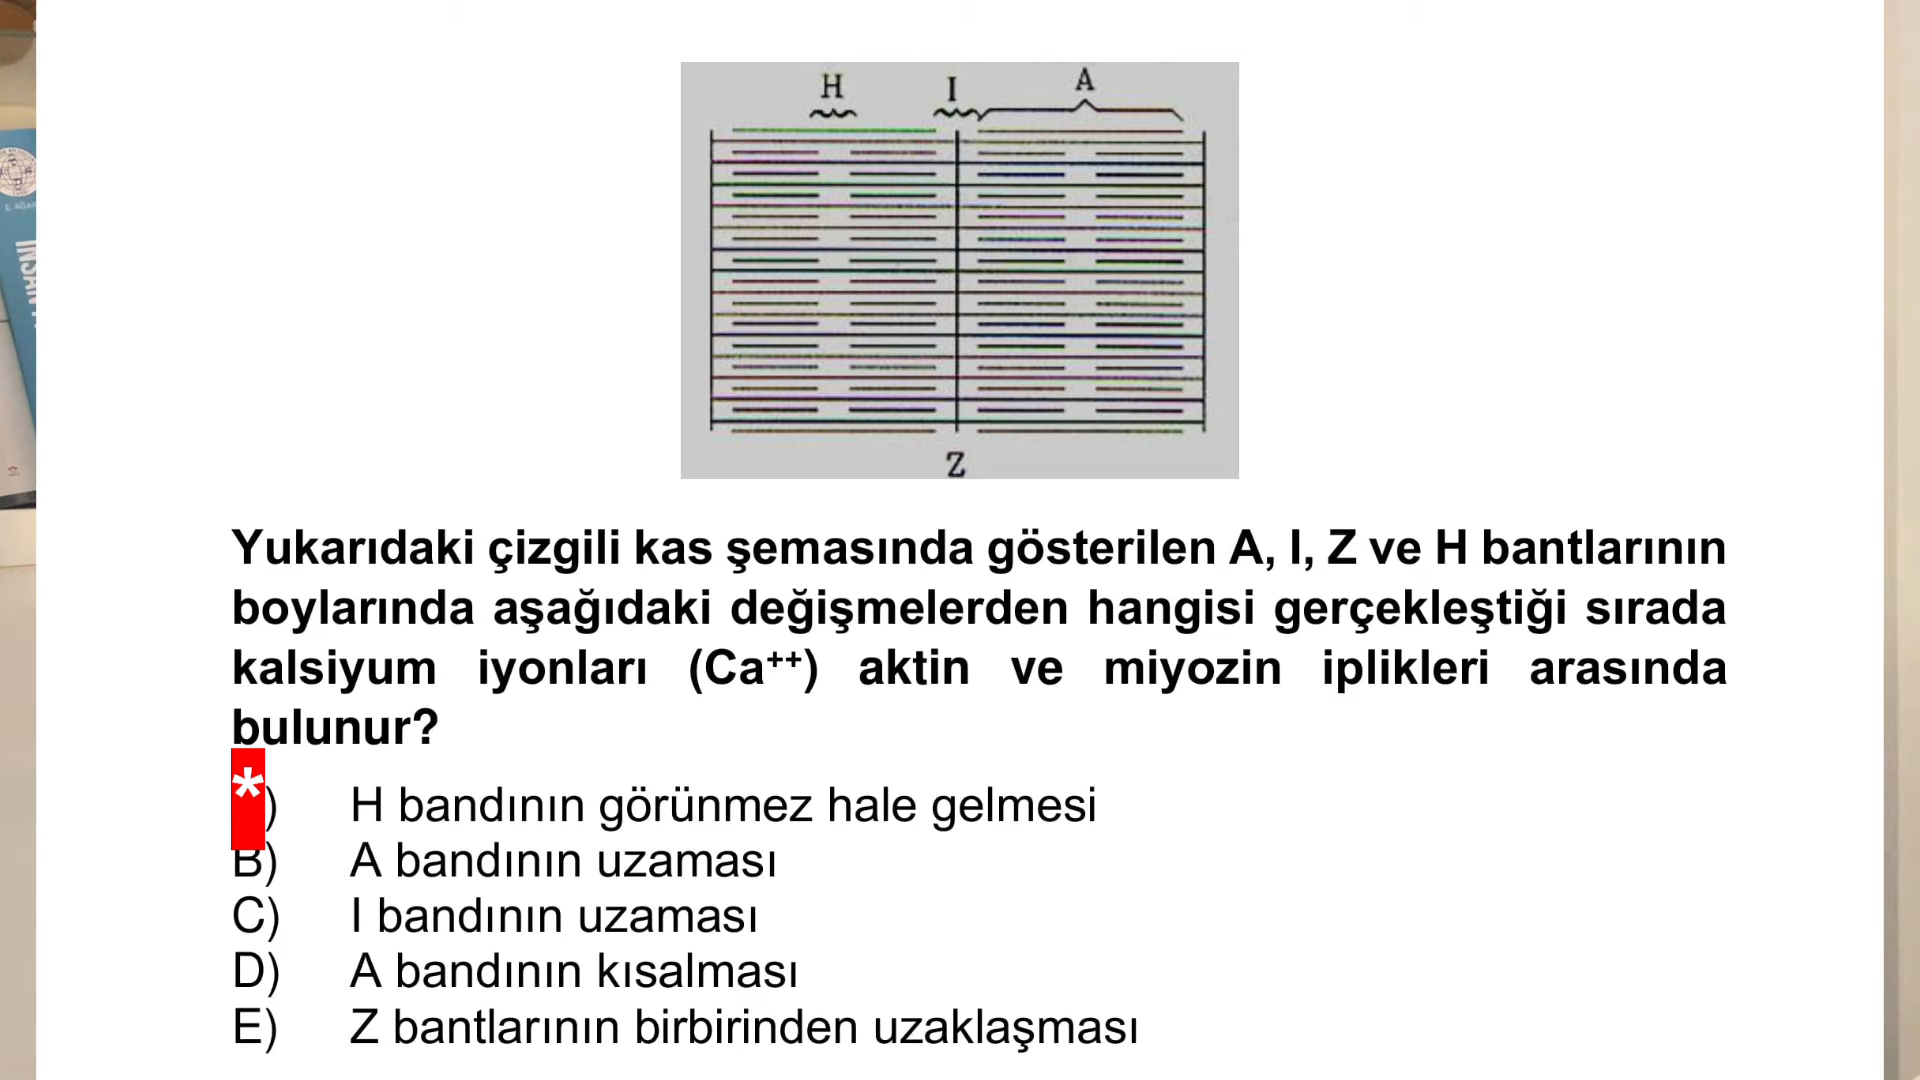 H I A
Z
Yukarıdaki çizgili kas şemasında gösterilen A, I, Z ve H bantlarının
boylarında aşağıdaki değişmelerden hangisi gerçekleştiği sırada
kalsiyum iyonları (Ca⁺⁺) aktin ve miyozin iplikleri arasında
bulunur?
*) H bandının görünmez hale gelmesi
B) A bandının uzaması
C) I bandının uzaması
D) A bandının kısalması
E) Z bantlarının birbirinden uzaklaşması